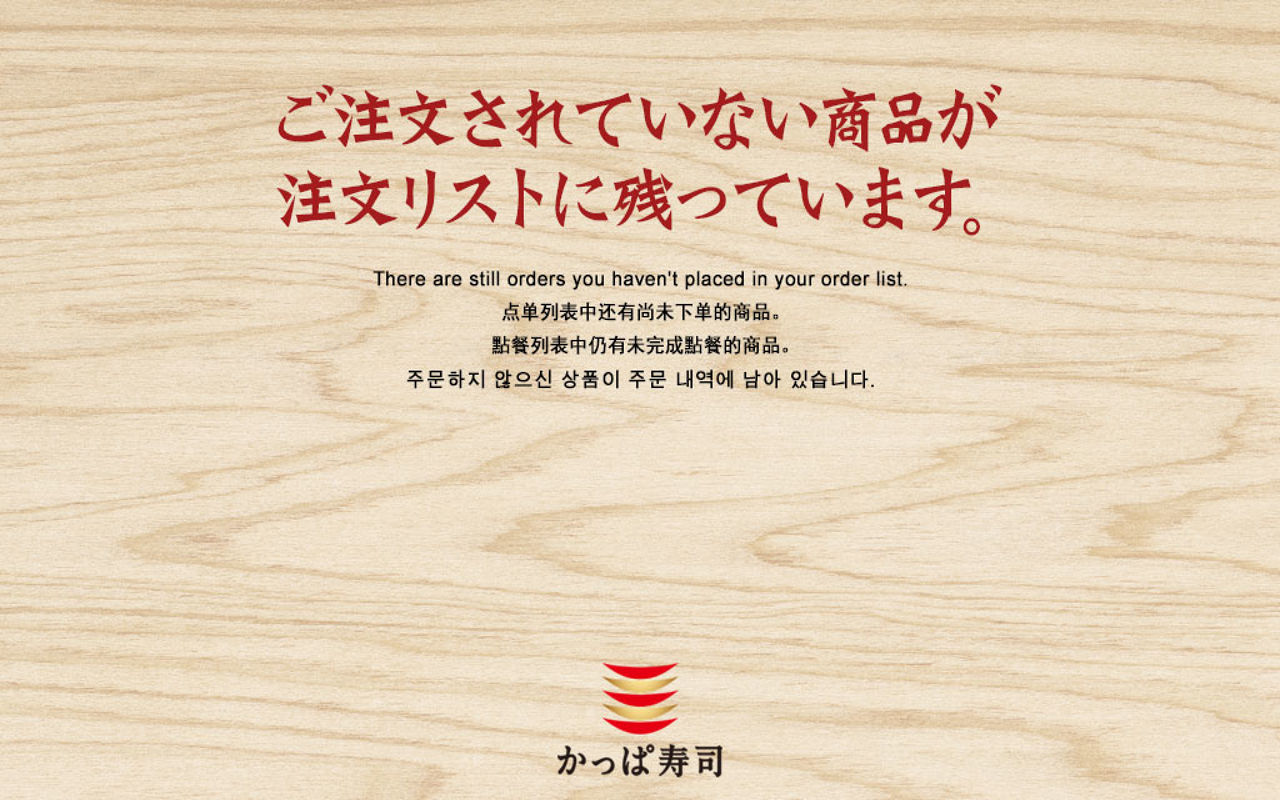 ご注文されていない商品が
注文リストに残っています。
There are still orders you haven't placed in your order list.
点单列表中还有尚未下单的商品。
點餐列表中仍有未完成點餐的商品。
주문하지 않으신 상품이 주문 내역에 남아 있습니다.
かっぱ寿司